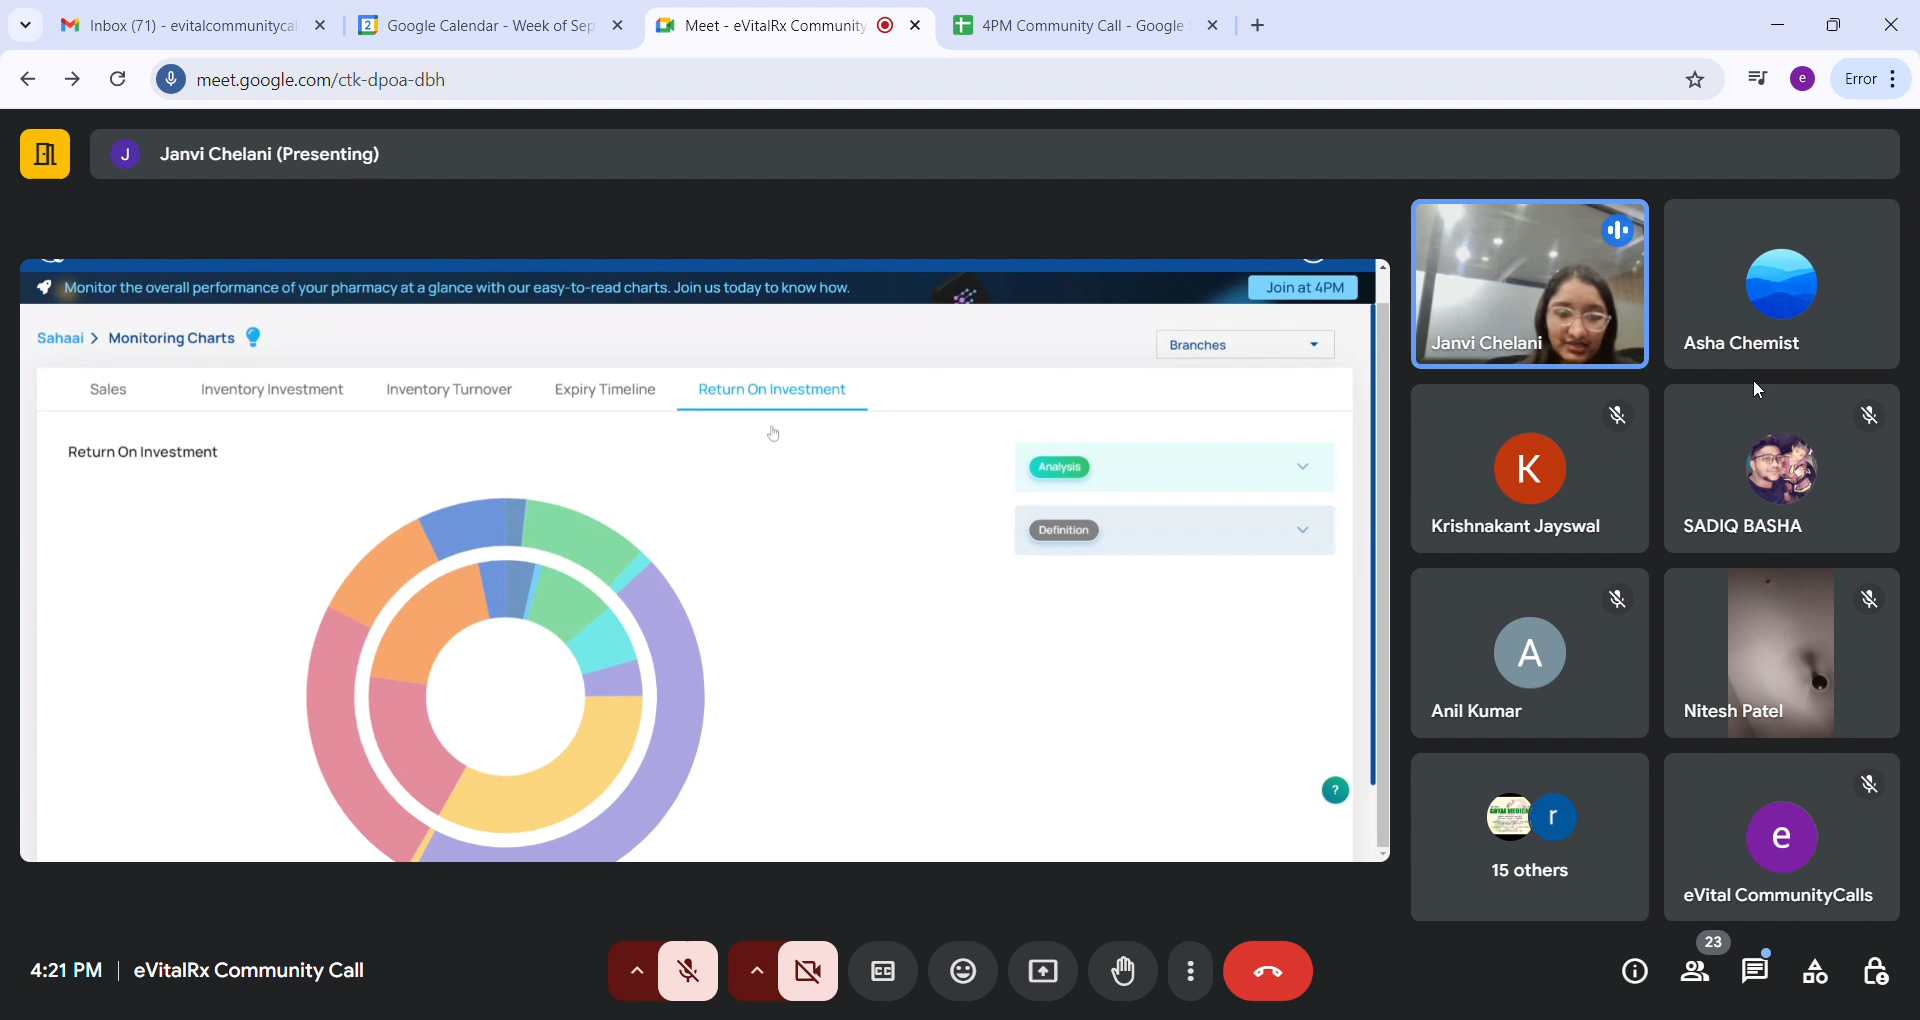 Inbox (71) - evitalcommunitycal
Google Calendar - Week of Sep
Meet - eVitalRx Community
4PM Community Call - Google
meet.google.com/ctk-dpoa-dbh
e
Error
J
Janvi Chelani (Presenting)
Monitor the overall performance of your pharmacy at a glance with our easy-to-read charts. Join us today to know how.
Join at 4PM
Sahaai > Monitoring Charts
Branches
Sales
Inventory Investment
Inventory Turnover
Expiry Timeline
Return On Investment
Return On Investment
Analysis
Definition
?
Janvi Chelani
Asha Chemist
K
Krishnakant Jayswal
SADIQ BASHA
A
Anil Kumar
Nitesh Patel
r
15 others
e
eVital CommunityCalls
4:21 PM | eVitalRx Community Call
23